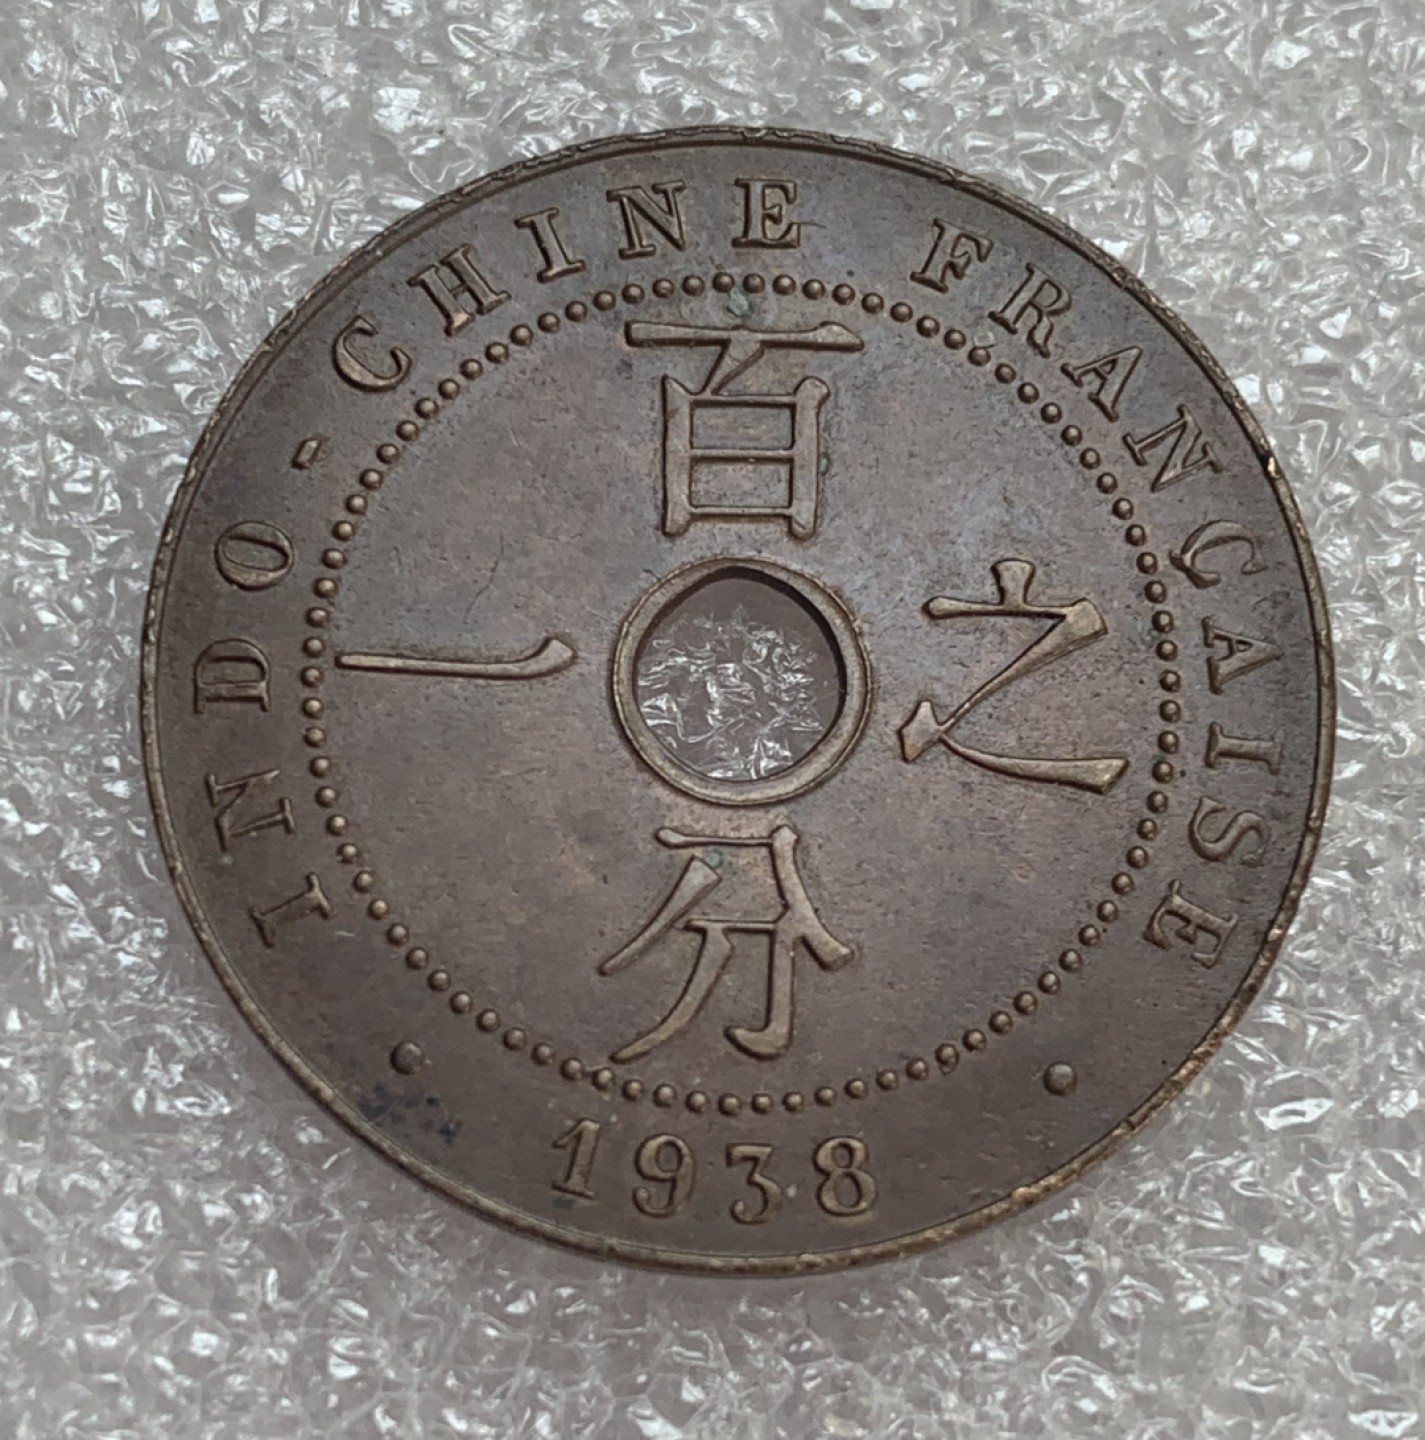 INDO-CHINE FRANÇAISE
百
之
分
一
• 1938 •